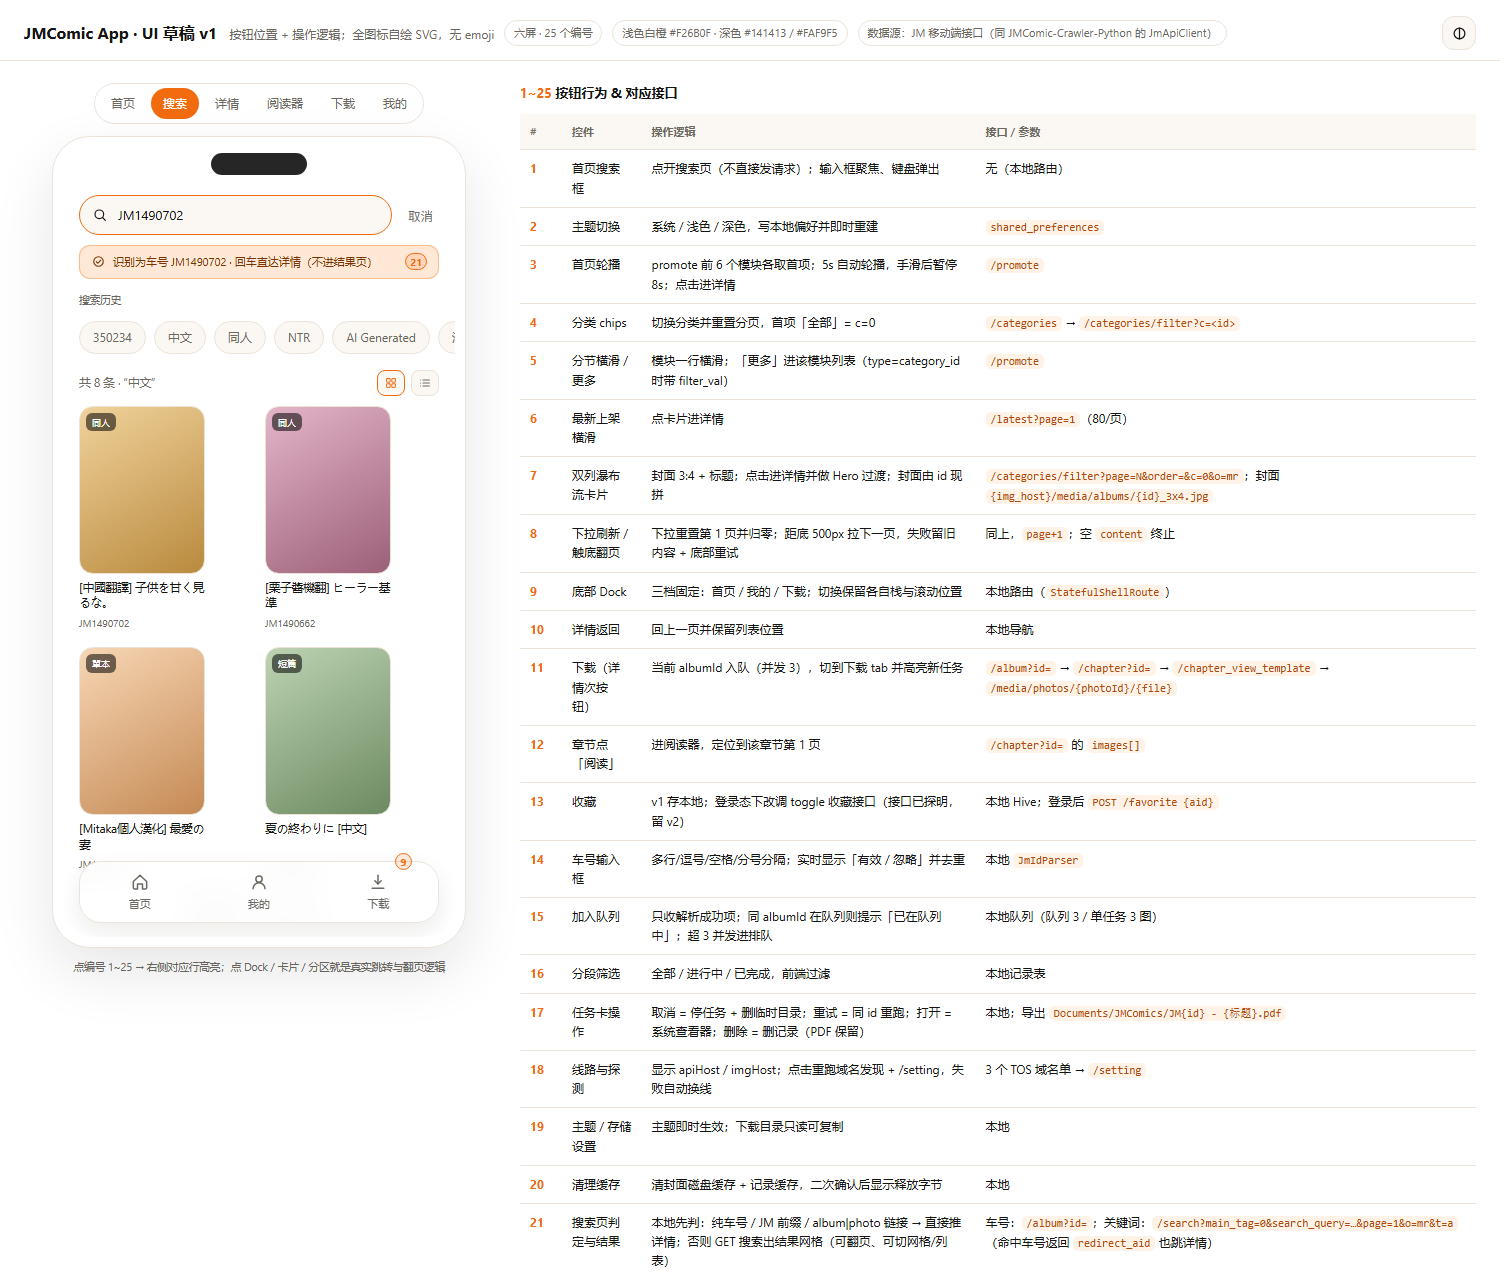 JMComic App · UI 草稿 v1
按钮位置 + 操作逻辑；全图标自绘 SVG，无 emoji
六屏 · 25 个编号
浅色白橙 #F26B0F · 深色 #141413 / #FAF9F5
数据源：JM 移动端接口（同 JMComic-Crawler-Python 的 JmApiClient）
首页 搜索 详情 阅读器 下载 我的
JM1490702 取消
识别为车号 JM1490702 · 回车直达详情（不进结果页） 21
搜索历史
350234 中文 同人 NTR AI Generated
共 8 条 · “中文”
同人 同人
[中國翻譯] 子供を甘く見
るな。
JM1490702
[栗子醬機翻] ヒーラー基
準
JM1490662
單本 短篇
[Mitaka個人漢化] 最愛の
妻
夏の終わりに [中文]
9
首页 我的 下载
点编号 1~25 → 右侧对应行高亮；点 Dock / 卡片 / 分区就是真实跳转与翻页逻辑
1~25 按钮行为 & 对应接口
# 控件 操作逻辑 接口 / 参数
1 首页搜索 点开搜索页（不直接发请求）；输入框聚焦、键盘弹出 无（本地路由）
框
2 主题切换 系统 / 浅色 / 深色，写本地偏好并即时重建 shared_preferences
3 首页轮播 promote 前 6 个模块各取首项；5s 自动轮播，手滑后暂停 /promote
8s；点击进详情
4 分类 chips 切换分类并重置分页，首项「全部」= c=0 /categories → /categories/filter?c=<id>
5 分节横滑 / 模块一行横滑；「更多」进该模块列表（type=category_id /promote
更多 时带 filter_val）
6 最新上架 点卡片进详情 /latest?page=1 （80/页）
横滑
7 双列瀑布 封面 3:4 + 标题；点击进详情并做 Hero 过渡；封面由 id 现 /categories/filter?page=N&order=&c=0&o=mr ；封面
流卡片 拼 {img_host}/media/albums/{id}_3x4.jpg
8 下拉刷新 / 下拉重置第 1 页并归零；距底 500px 拉下一页，失败留旧 同上， page+1 ；空 content 终止
触底翻页 内容 + 底部重试
9 底部 Dock 三档固定：首页 / 我的 / 下载；切换保留各自栈与滚动位置 本地路由（ StatefulShellRoute ）
10 详情返回 回上一页并保留列表位置 本地导航
11 下载（详 当前 albumId 入队（并发 3），切到下载 tab 并高亮新任务 /album?id= → /chapter?id= → /chapter_view_template →
情次按 /media/photos/{photoId}/{file}
钮）
12 章节点 进阅读器，定位到该章节第 1 页 /chapter?id= 的 images[]
「阅读」
13 收藏 v1 存本地；登录态下改调 toggle 收藏接口（接口已探明， 本地 Hive；登录后 POST /favorite {aid}
留 v2）
14 车号输入 多行/逗号/空格/分号分隔；实时显示「有效 / 忽略」并去重 本地 JmIdParser
框
15 加入队列 只收解析成功项；同 albumId 在队列则提示「已在队列 本地队列（队列 3 / 单任务 3 图）
中」；超 3 并发进排队
16 分段筛选 全部 / 进行中 / 已完成，前端过滤 本地记录表
17 任务卡操 取消 = 停任务 + 删临时目录；重试 = 同 id 重跑；打开 = 本地；导出 Documents/JMComics/JM{id} - {标题}.pdf
作 系统查看器；删除 = 删记录（PDF 保留）
18 线路与探 显示 apiHost / imgHost；点击重跑域名发现 + /setting，失 3 个 TOS 域名单 → /setting
测 败自动换线
19 主题 / 存储 主题即时生效；下载目录只读可复制 本地
设置
20 清理缓存 清封面磁盘缓存 + 记录缓存，二次确认后显示释放字节 本地
21 搜索页判 本地先判：纯车号 / JM 前缀 / album|photo 链接 → 直接推 车号： /album?id= ；关键词： /search?main_tag=0&search_query=…&page=1&o=mr&t=a
定与结果 详情；否则 GET 搜索出结果网格（可翻页、可切网格/列 （命中车号返回 redirect_aid 也跳详情）
表）